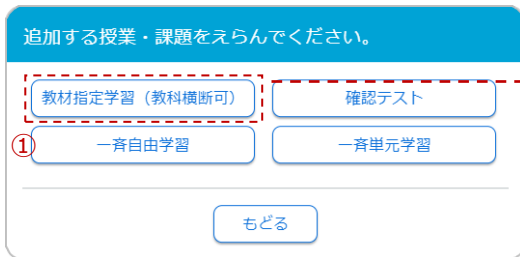 追加する授業・課題をえらんでください。
教材指定学習（教科横断可） 確認テスト
① 一斉自由学習 一斉単元学習
もどる